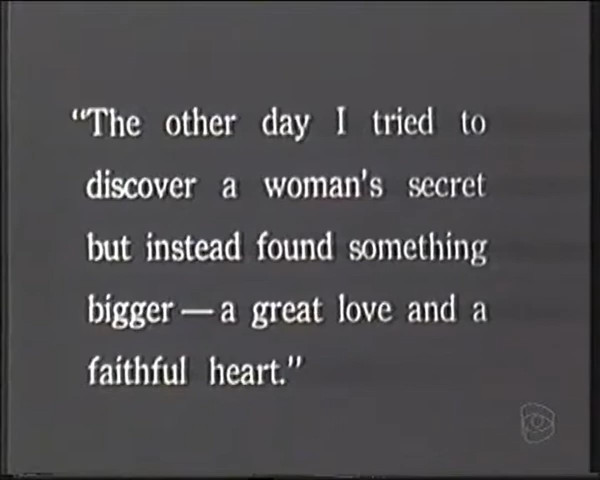 “The other day I tried to
discover a woman's secret
but instead found something
bigger — a great love and a
faithful heart.”